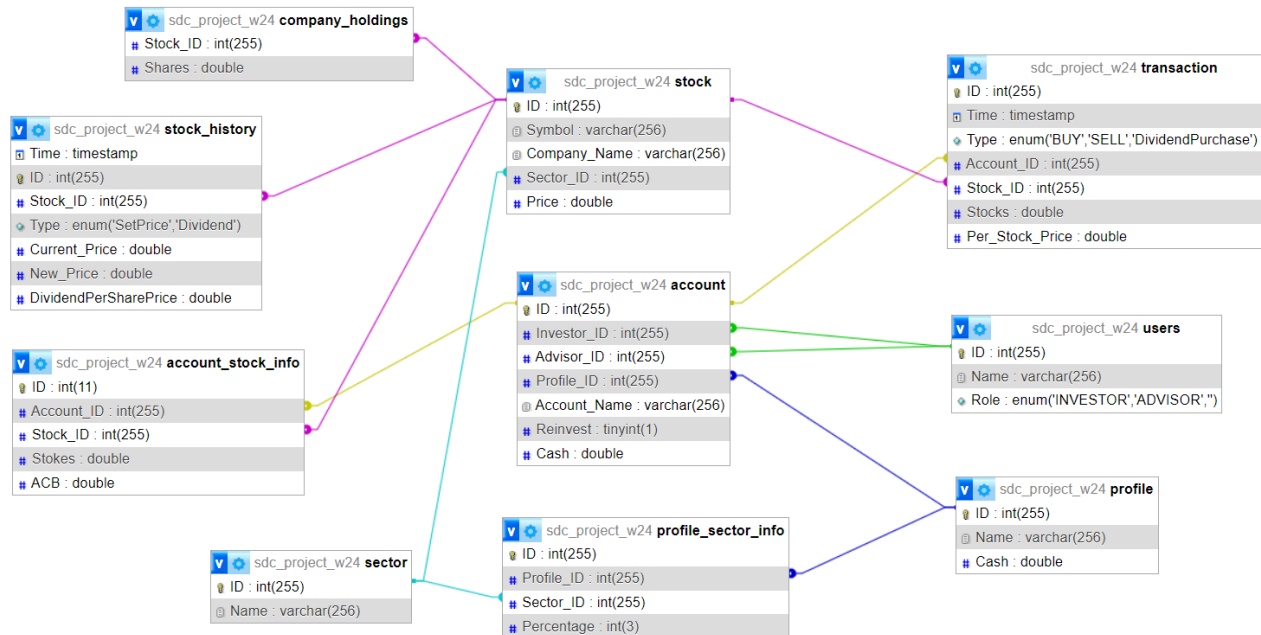 sdc_project_w24 company_holdings
Stock_ID : int(255)
Shares : double
sdc_project_w24 stock_history
Time : timestamp
ID : int(255)
Stock_ID : int(255)
Type : enum('SetPrice','Dividend')
Current_Price : double
New_Price : double
DividendPerSharePrice : double
sdc_project_w24 account_stock_info
ID : int(11)
Account_ID : int(255)
Stock_ID : int(255)
Stokes : double
ACB : double
sdc_project_w24 sector
ID : int(255)
Name : varchar(256)
sdc_project_w24 stock
ID : int(255)
Symbol : varchar(256)
Company_Name : varchar(256)
Sector_ID : int(255)
Price : double
sdc_project_w24 account
ID : int(255)
Investor_ID : int(255)
Advisor_ID : int(255)
Profile_ID : int(255)
Account_Name : varchar(256)
Reinvest : tinyint(1)
Cash : double
sdc_project_w24 profile_sector_info
ID : int(255)
Profile_ID : int(255)
Sector_ID : int(255)
Percentage : int(3)
sdc_project_w24 transaction
ID : int(255)
Time : timestamp
Type : enum('BUY','SELL','DividendPurchase')
Account_ID : int(255)
Stock_ID : int(255)
Stocks : double
Per_Stock_Price : double
sdc_project_w24 users
ID : int(255)
Name : varchar(256)
Role : enum('INVESTOR','ADVISOR','')
sdc_project_w24 profile
ID : int(255)
Name : varchar(256)
Cash : double